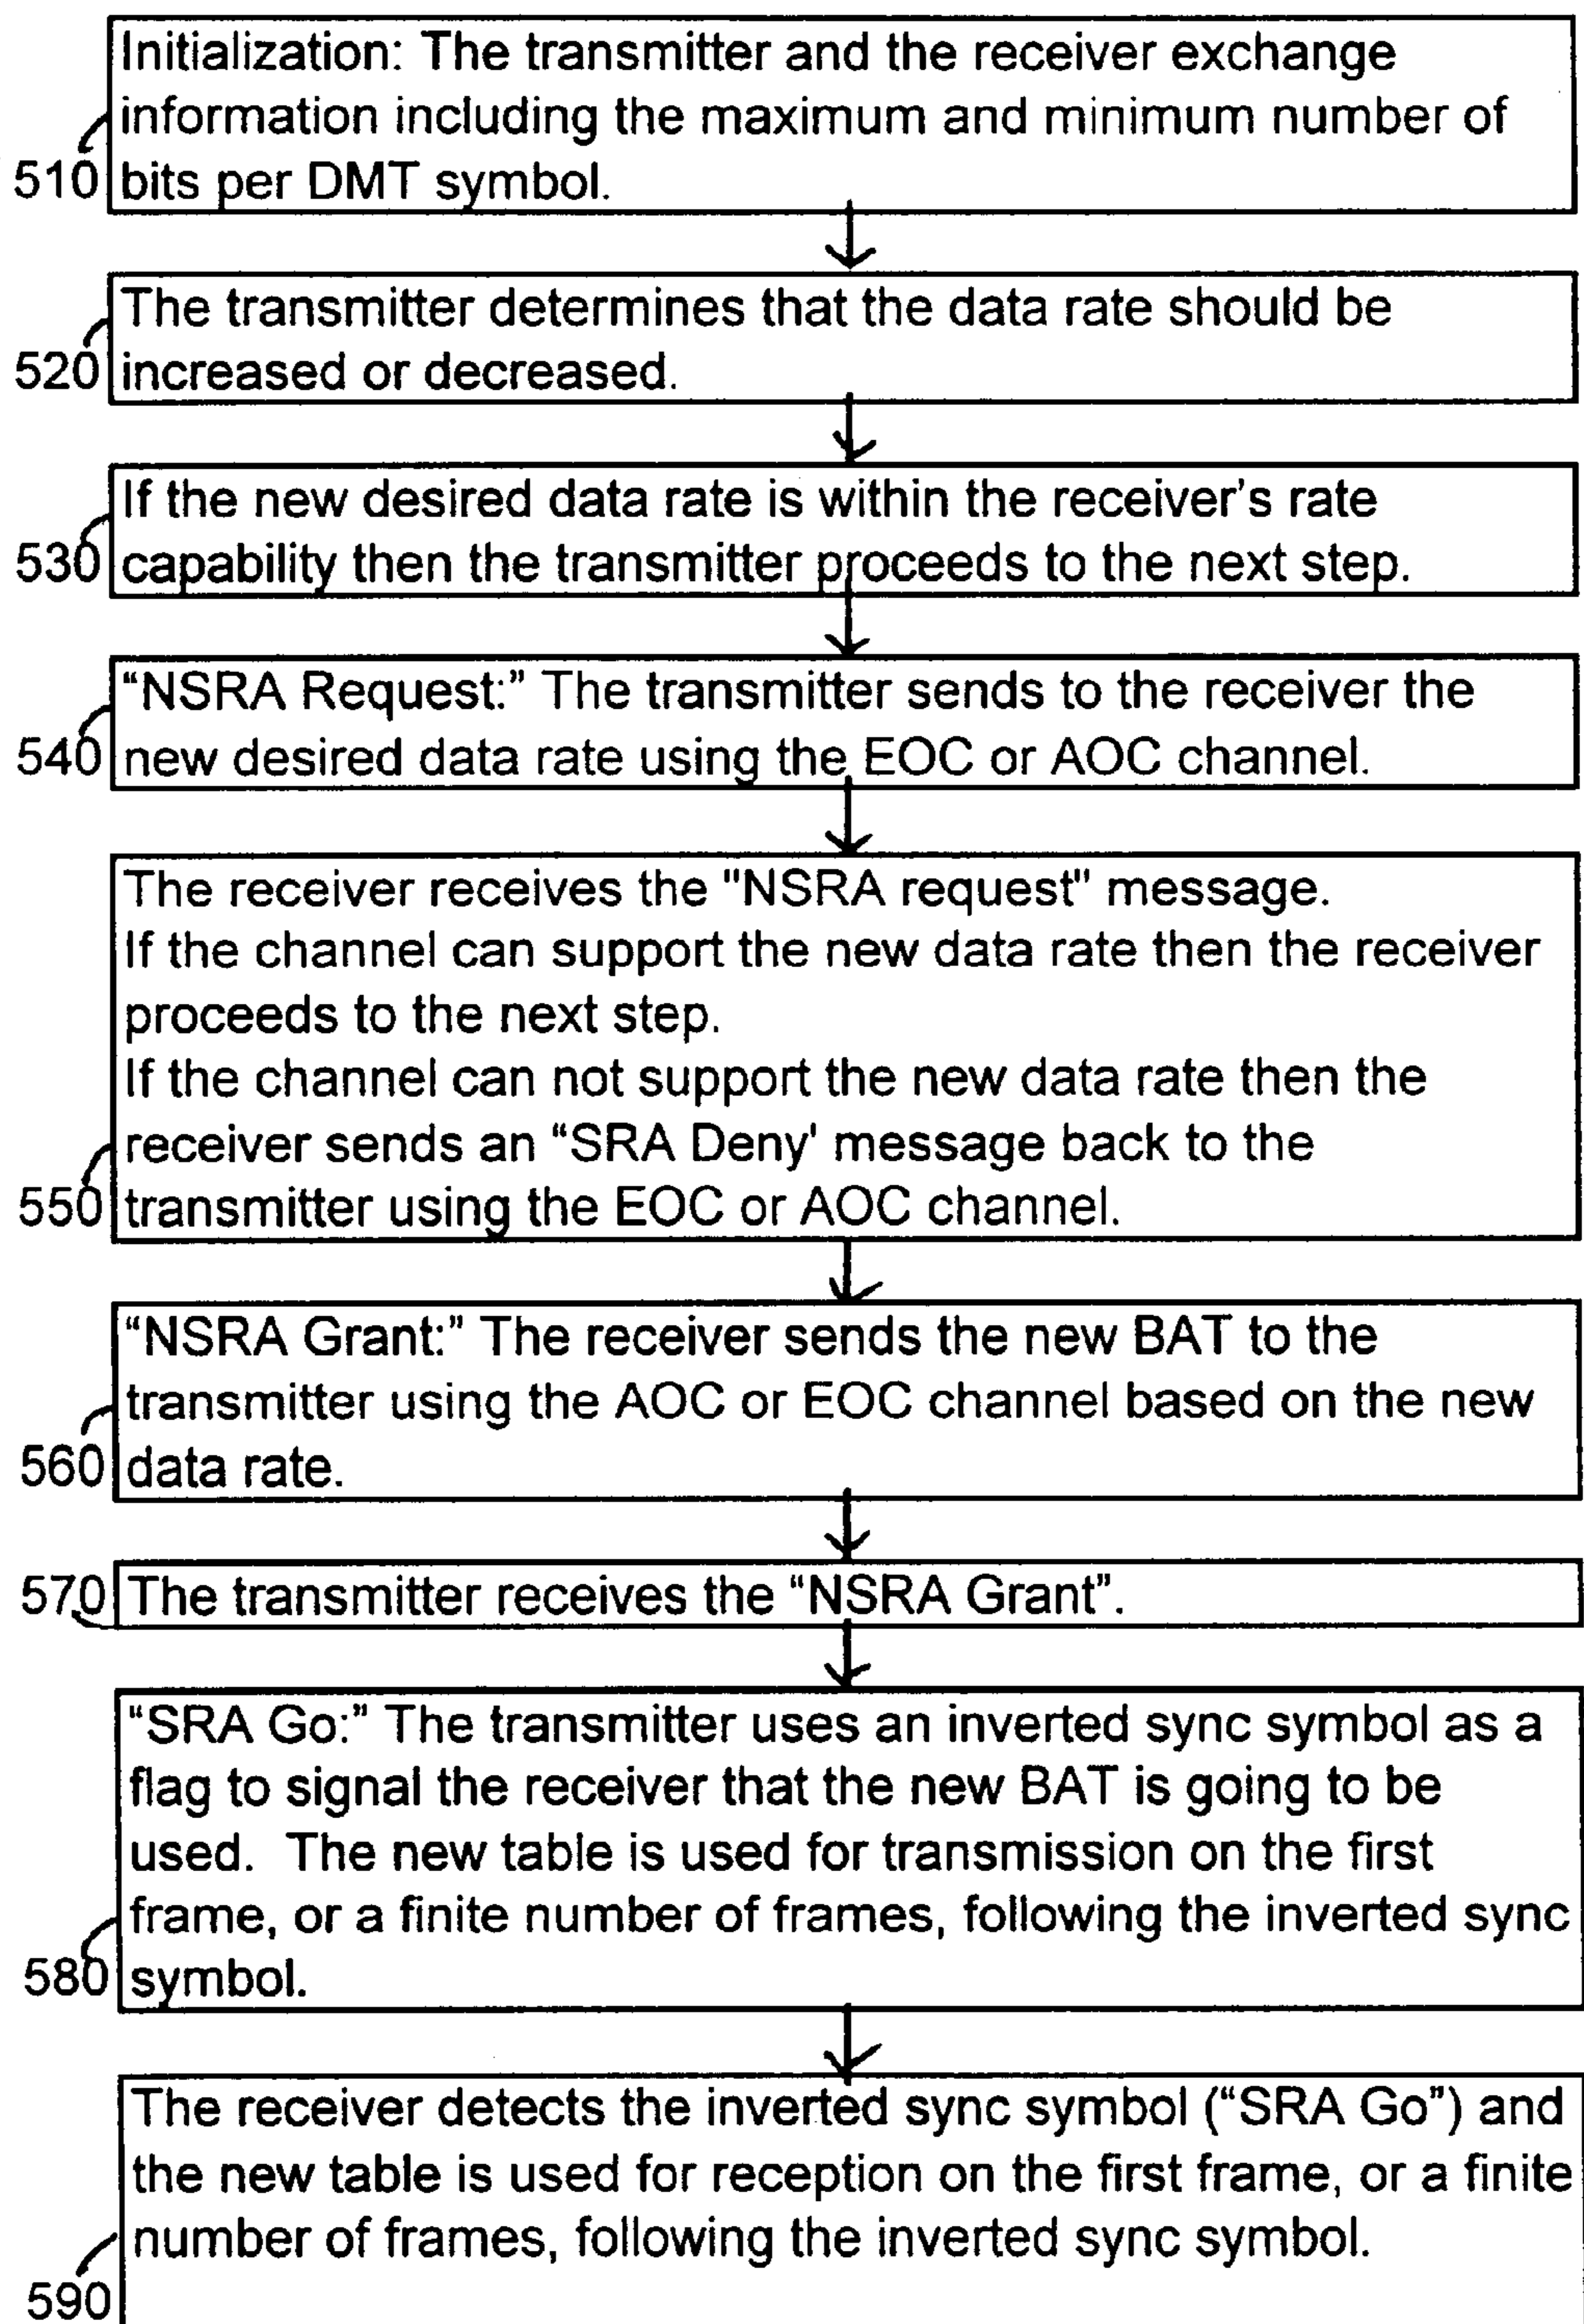 Initialization: The transmitter and the receiver exchange
information including the maximum and minimum number of
510 bits per DMT symbol.
The transmitter determines that the data rate should be
520 increased or decreased.
If the new desired data rate is within the receiver's rate
530 capability then the transmitter proceeds to the next step.
“NSRA Request:” The transmitter sends to the receiver the
540 new desired data rate using the EOC or AOC channel.
The receiver receives the "NSRA request" message.
If the channel can support the new data rate then the receiver
proceeds to the next step.
If the channel can not support the new data rate then the
receiver sends an “SRA Deny' message back to the
550 transmitter using the EOC or AOC channel.
“NSRA Grant:” The receiver sends the new BAT to the
transmitter using the AOC or EOC channel based on the new
560 data rate.
570 The transmitter receives the “NSRA Grant”.
“SRA Go:” The transmitter uses an inverted sync symbol as a
flag to signal the receiver that the new BAT is going to be
used. The new table is used for transmission on the first
frame, or a finite number of frames, following the inverted sync
580 symbol.
The receiver detects the inverted sync symbol (“SRA Go”) and
the new table is used for reception on the first frame, or a finite
number of frames, following the inverted sync symbol.
590